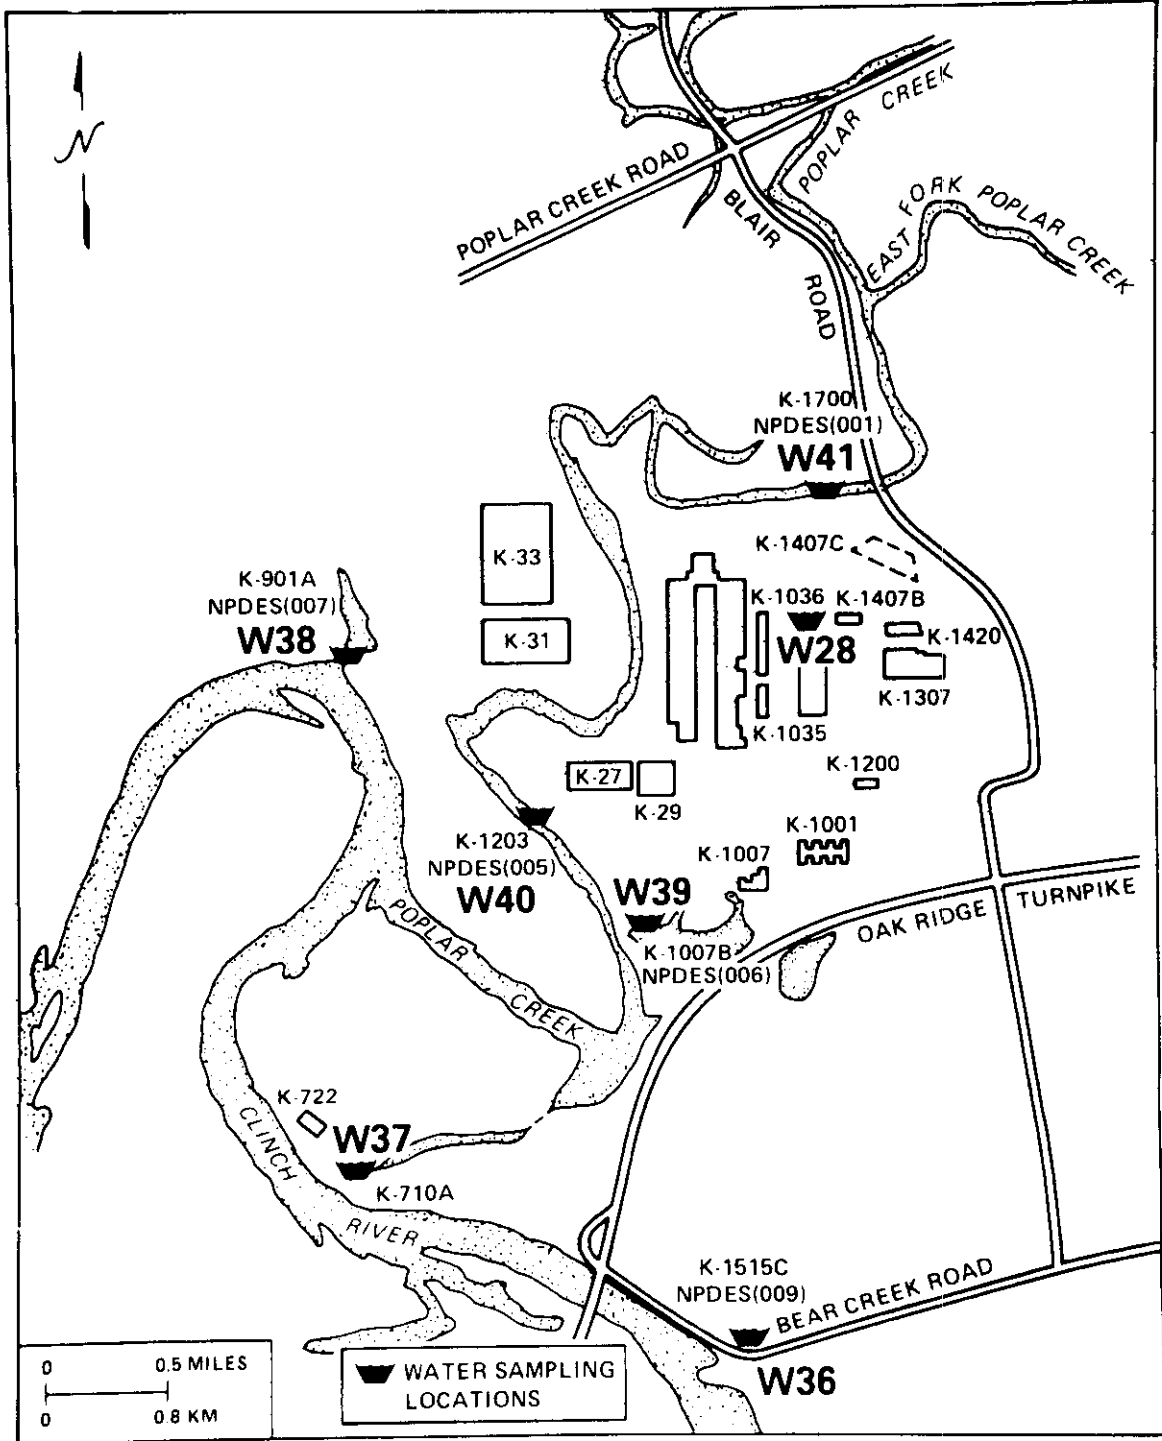 N
POPLAR CREEK
POPLAR CREEK ROAD
BLAIR ROAD
EAST FORK POPLAR CREEK
K-1700
NPDES(001)
W41
K-33
K-1407C
K-901A
NPDES(007)
W38
K-1036
K-1407B
K-31
W28
K-1420
K-1307
K-1035
K-27
K-29
K-1200
K-1203
NPDES(005)
W40
K-1001
K-1007
W39
K-1007B
NPDES(006)
OAK RIDGE TURNPIKE
POPLAR CREEK
K-722
W37
K-710A
CLINCH RIVER
K-1515C
NPDES(009)
BEAR CREEK ROAD
W36
0 0.5 MILES
0 0.8 KM
WATER SAMPLING
LOCATIONS